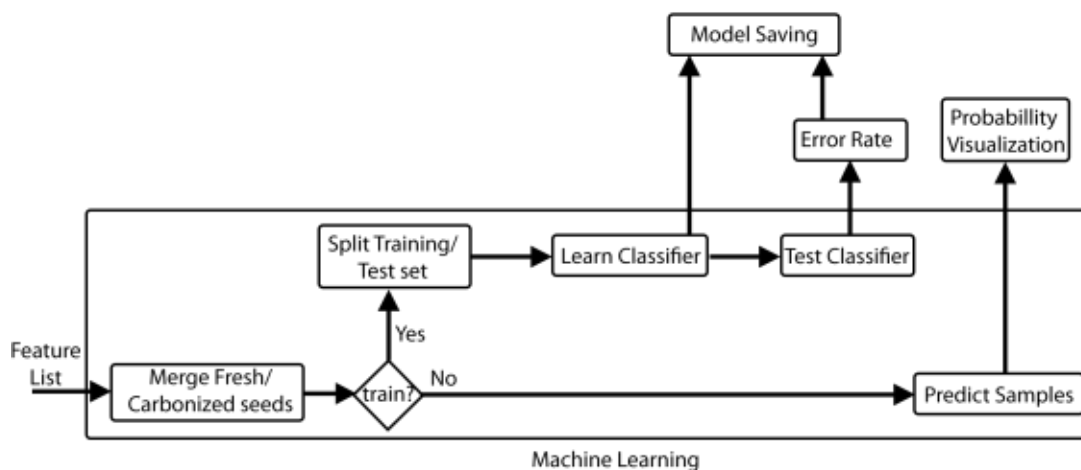 Model Saving
Error Rate
Probabillity
Visualization
Split Training/
Test set
Learn Classifier
Test Classifier
Yes
Feature
List
Merge Fresh/
Carbonized seeds
train?
No
Predict Samples
Machine Learning